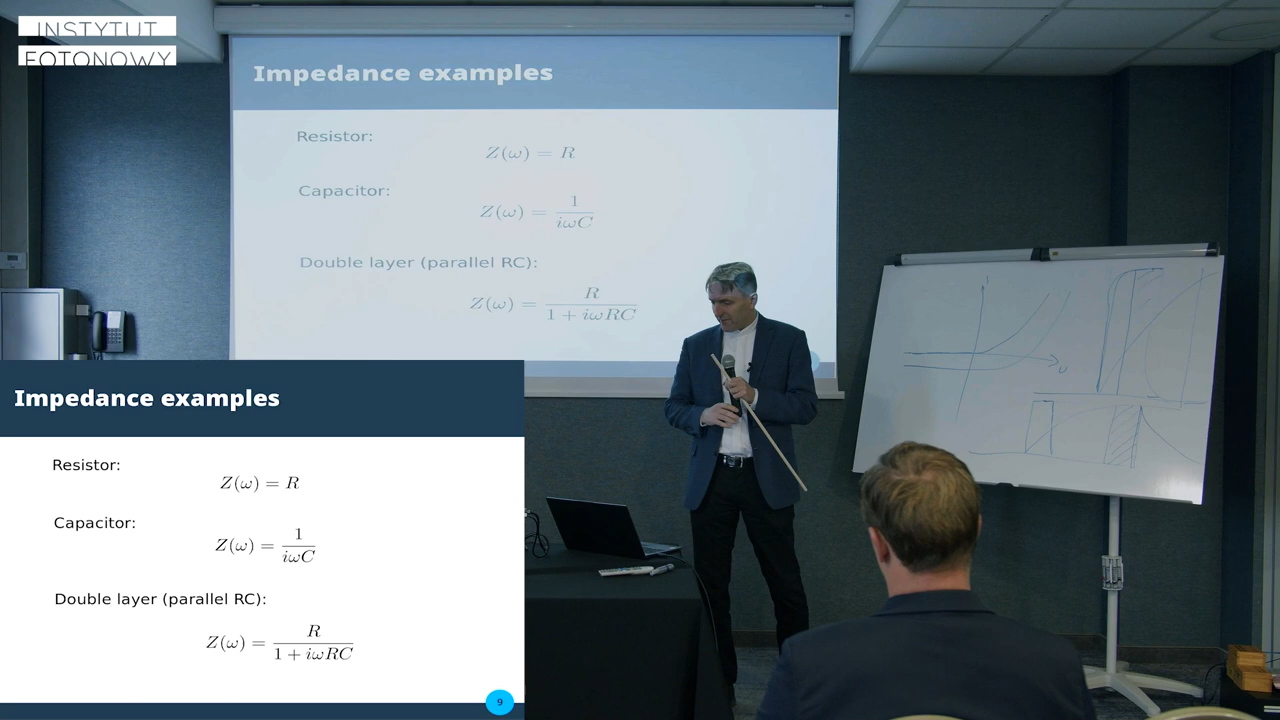 INSTYTUT
FOTONOWY
Impedance examples
Resistor:
Z(ω) = R
Capacitor:
Z(ω) = 1/(iωC)
Double layer (parallel RC):
Z(ω) = R/(1 + iωRC)
U
Impedance examples
Resistor:
Z(ω) = R
Capacitor:
Z(ω) = 1/(iωC)
Double layer (parallel RC):
Z(ω) = R/(1 + iωRC)
9